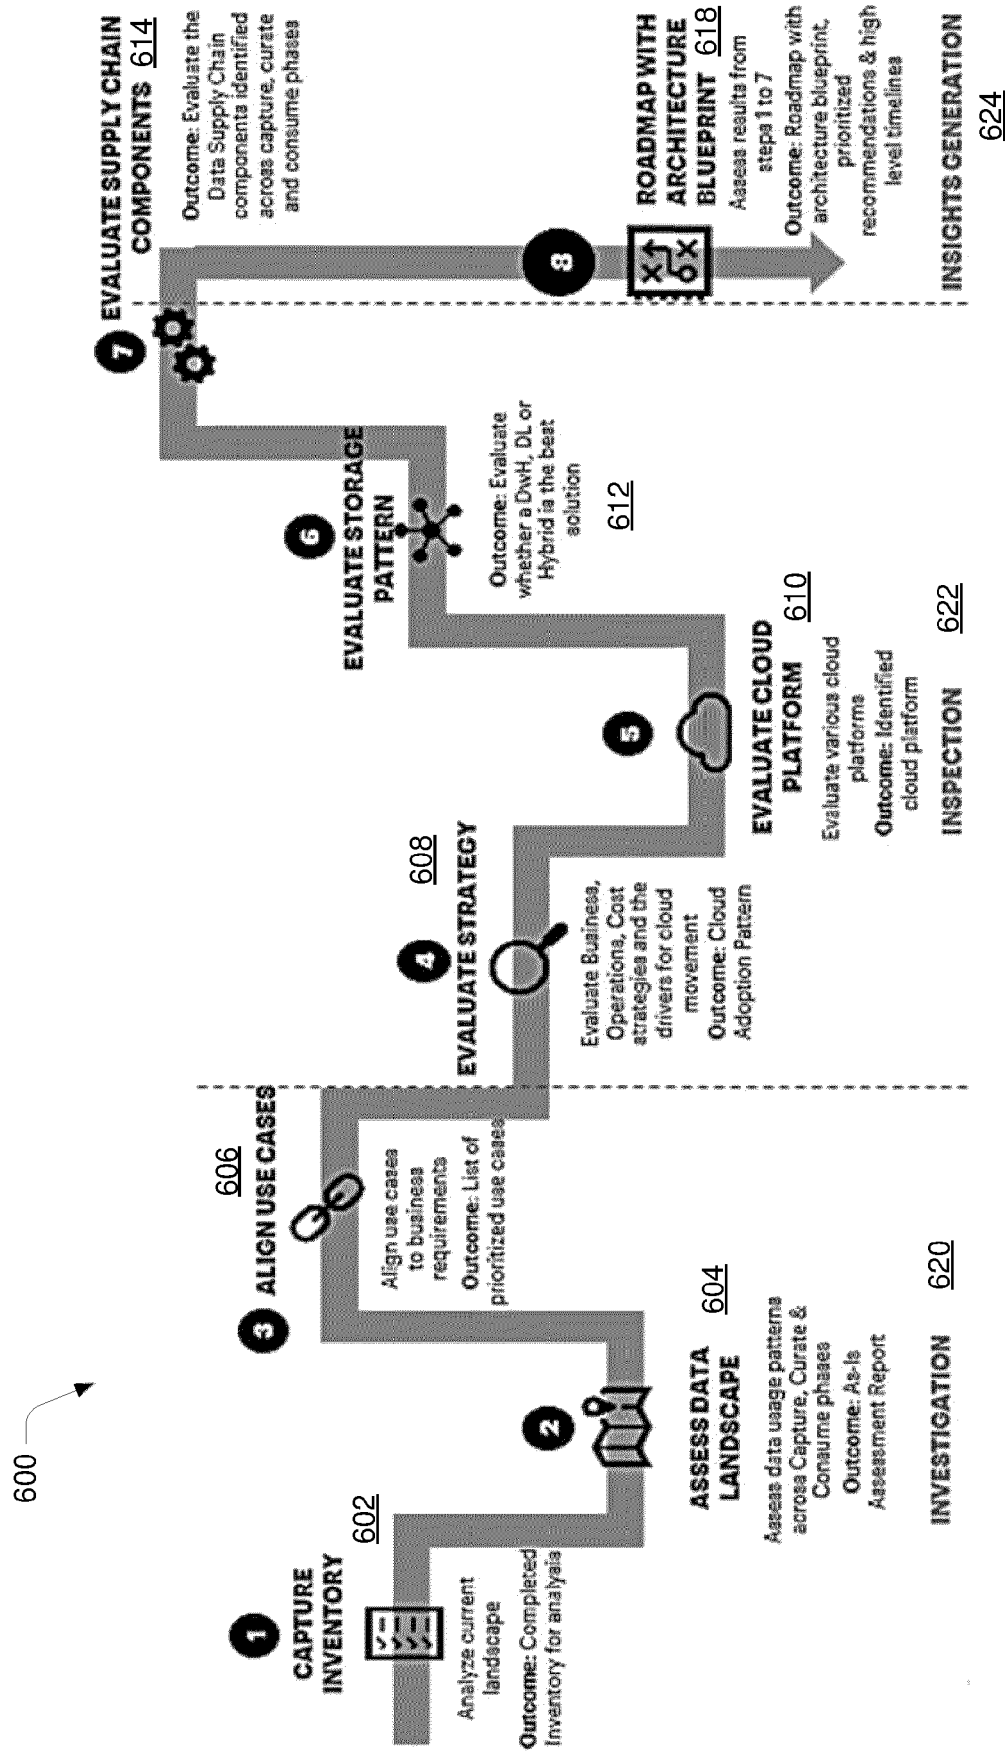 600
1
CAPTURE
INVENTORY
602
Analyze current
landscape
Outcome: Completed
Inventory for analysis
2
ASSESS DATA
LANDSCAPE
604
Assess data usage patterns
across Capture, Curate &
Consume phases
Outcome: As-Is
Assessment Report
INVESTIGATION
620
3
ALIGN USE CASES
606
Align use cases
to business
requirements
Outcome: List of
prioritized use cases
4
EVALUATE STRATEGY
608
Evaluate Business,
Operations, Cost
strategies and the
drivers for cloud
movement
Outcome: Cloud
Adoption Pattern
5
EVALUATE CLOUD
PLATFORM
610
Evaluate various cloud
platforms
Outcome: Identified
cloud platform
INSPECTION
622
6
EVALUATE STORAGE
PATTERN
Outcome: Evaluate
whether a DwH, DL or
Hybrid is the best
solution
612
7
EVALUATE SUPPLY CHAIN
COMPONENTS
614
Outcome: Evaluate the
Data Supply Chain
components identified
across capture, curate
and consume phases
8
ROADMAP WITH
ARCHITECTURE
BLUEPRINT
618
Assess results from
steps 1 to 7
Outcome: Roadmap with
architecture blueprint,
prioritized
recommendations & high
level timelines
INSIGHTS GENERATION
624